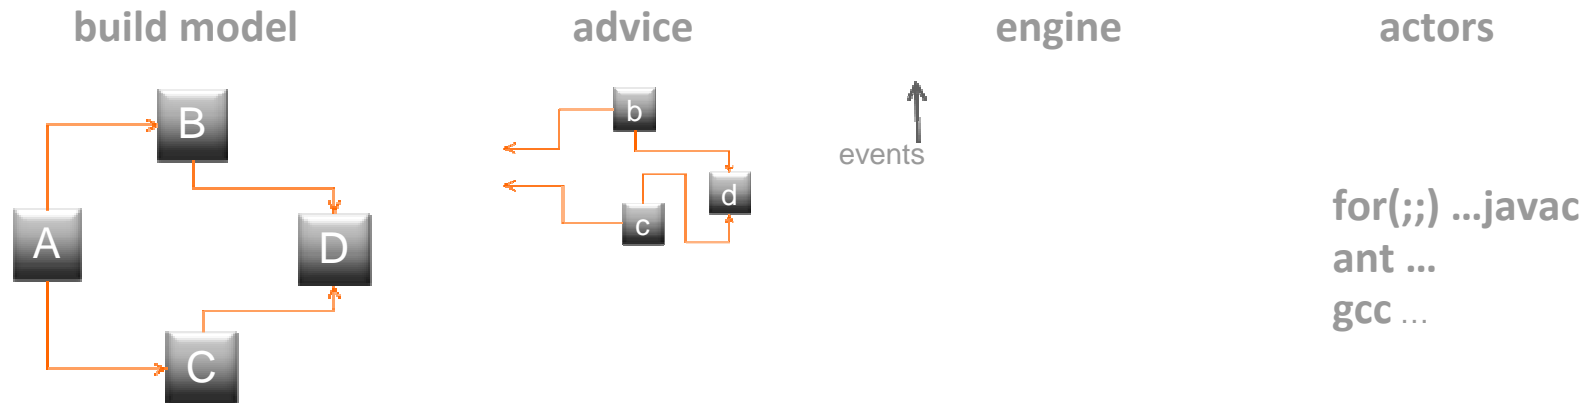 build model
advice
engine
actors
B
A
D
C
b
d
c
events
for(;;) …javac
ant …
gcc …